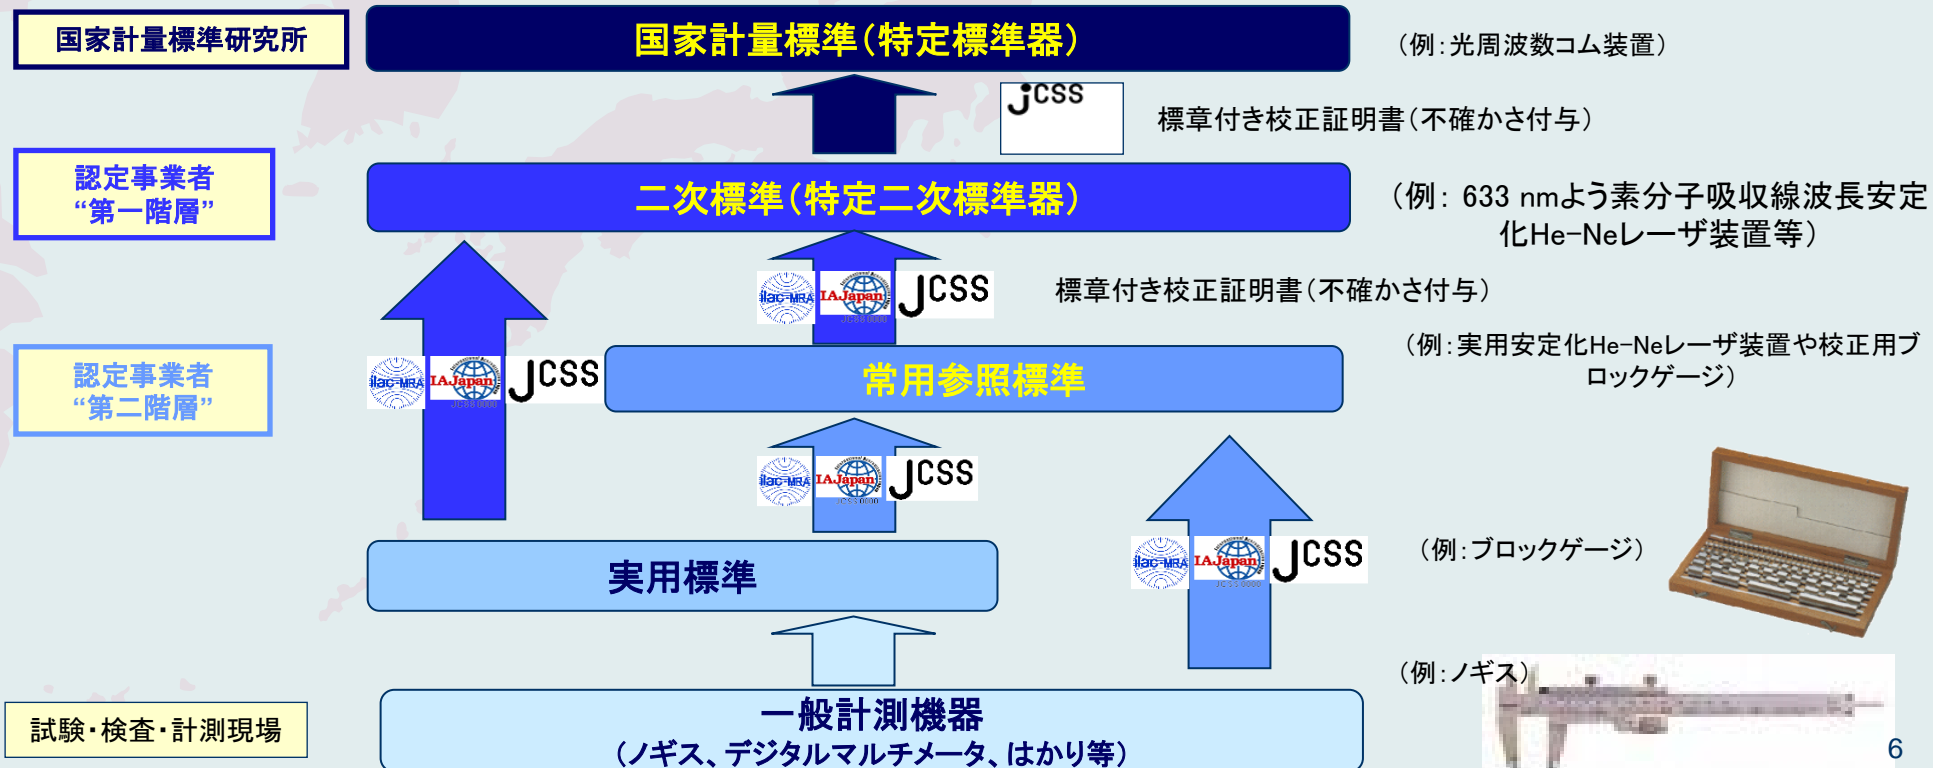 国家計量標準研究所
国家計量標準（特定標準器）
（例：光周波数コム装置）
jCSS
標章付き校正証明書（不確かさ付与）
認定事業者
“第一階層”
二次標準（特定二次標準器）
（例： 633 nmよう素分子吸収線波長安定
化He-Neレーザ装置等）
ilac-MRA
IAJapan
JCSS 0000
JCSS
標章付き校正証明書（不確かさ付与）
認定事業者
“第二階層”
ilac-MRA
IAJapan
JCSS 0000
JCSS
常用参照標準
（例：実用安定化He-Neレーザ装置や校正用ブ
ロックゲージ）
ilac-MRA
IAJapan
JCSS 0000
JCSS
実用標準
ilac-MRA
IAJapan
JCSS 0000
JCSS
（例：ブロックゲージ）
（例：ノギス）
試験・検査・計測現場
一般計測機器
（ノギス、デジタルマルチメータ、はかり等）
6